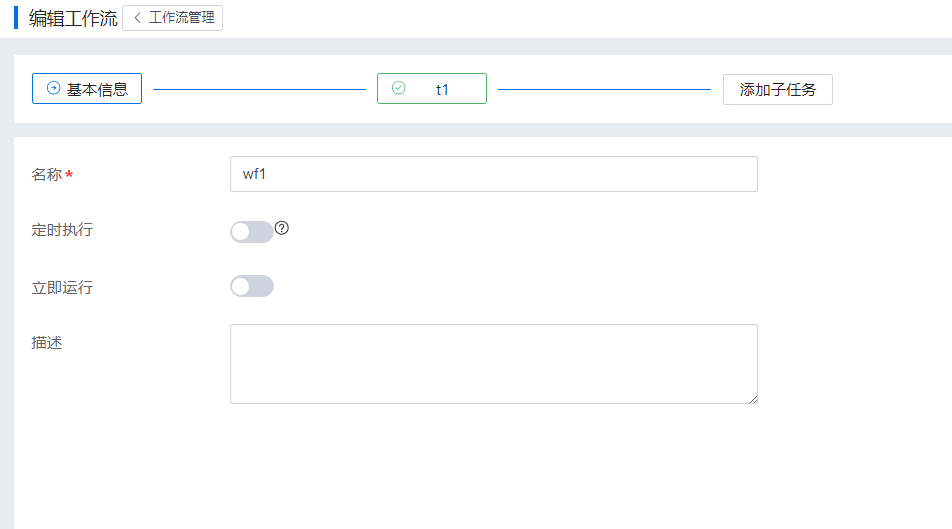 编辑工作流 工作流管理
基本信息 t1 添加子任务
名称* wf1
定时执行
立即运行
描述